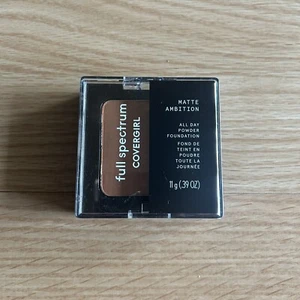 full spectrum
COVERGIRL
MATTE
AMBITION
ALL DAY
POWDER
FOUNDATION
FOND DE
TEINT EN
POUDRE
TOUTE LA
JOURNÉE
11 g (.39 OZ)